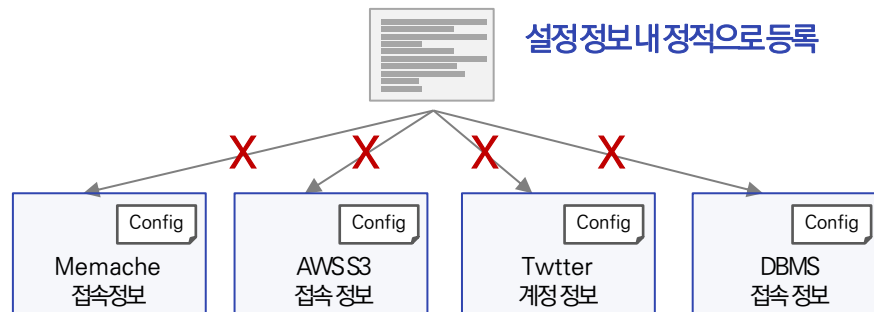 설정 정보 내 정적으로 등록
X X X X
Config Config Config Config
Memache AWS S3 Twtter DBMS
접속정보 접속 정보 계정 정보 접속 정보